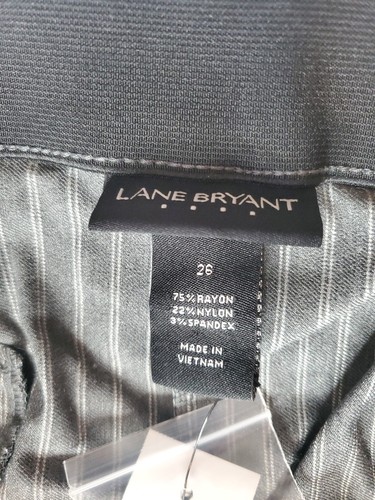 LANE BRYANT
26
75% RAYON
22% NYLON
3% SPANDEX
MADE IN
VIETNAM